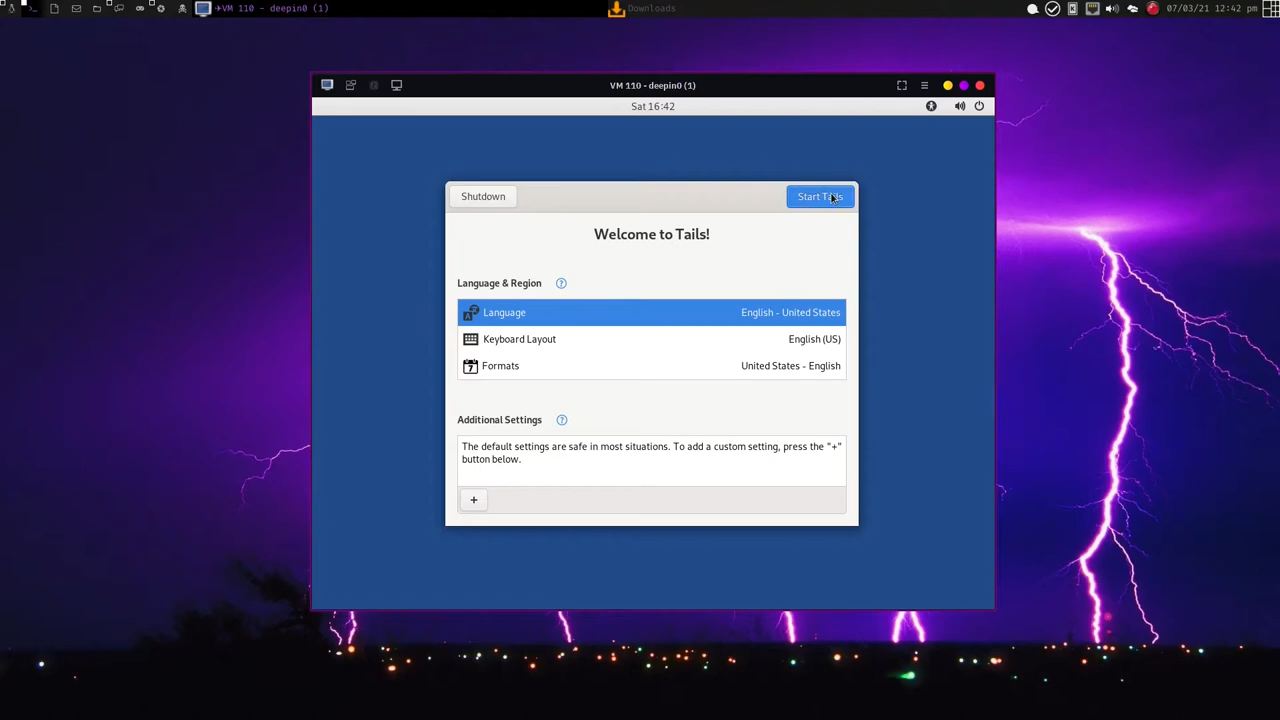 VM 110 - deepin0 (1)
Downloads
07/03/21 12:42 pm
VM 110 - deepin0 (1)
Sat 16:42
Shutdown
Start Tails
Welcome to Tails!
Language & Region ?
Language English - United States
Keyboard Layout English (US)
7 Formats United States - English
Additional Settings ?
The default settings are safe in most situations. To add a custom setting, press the "+"
button below.
+